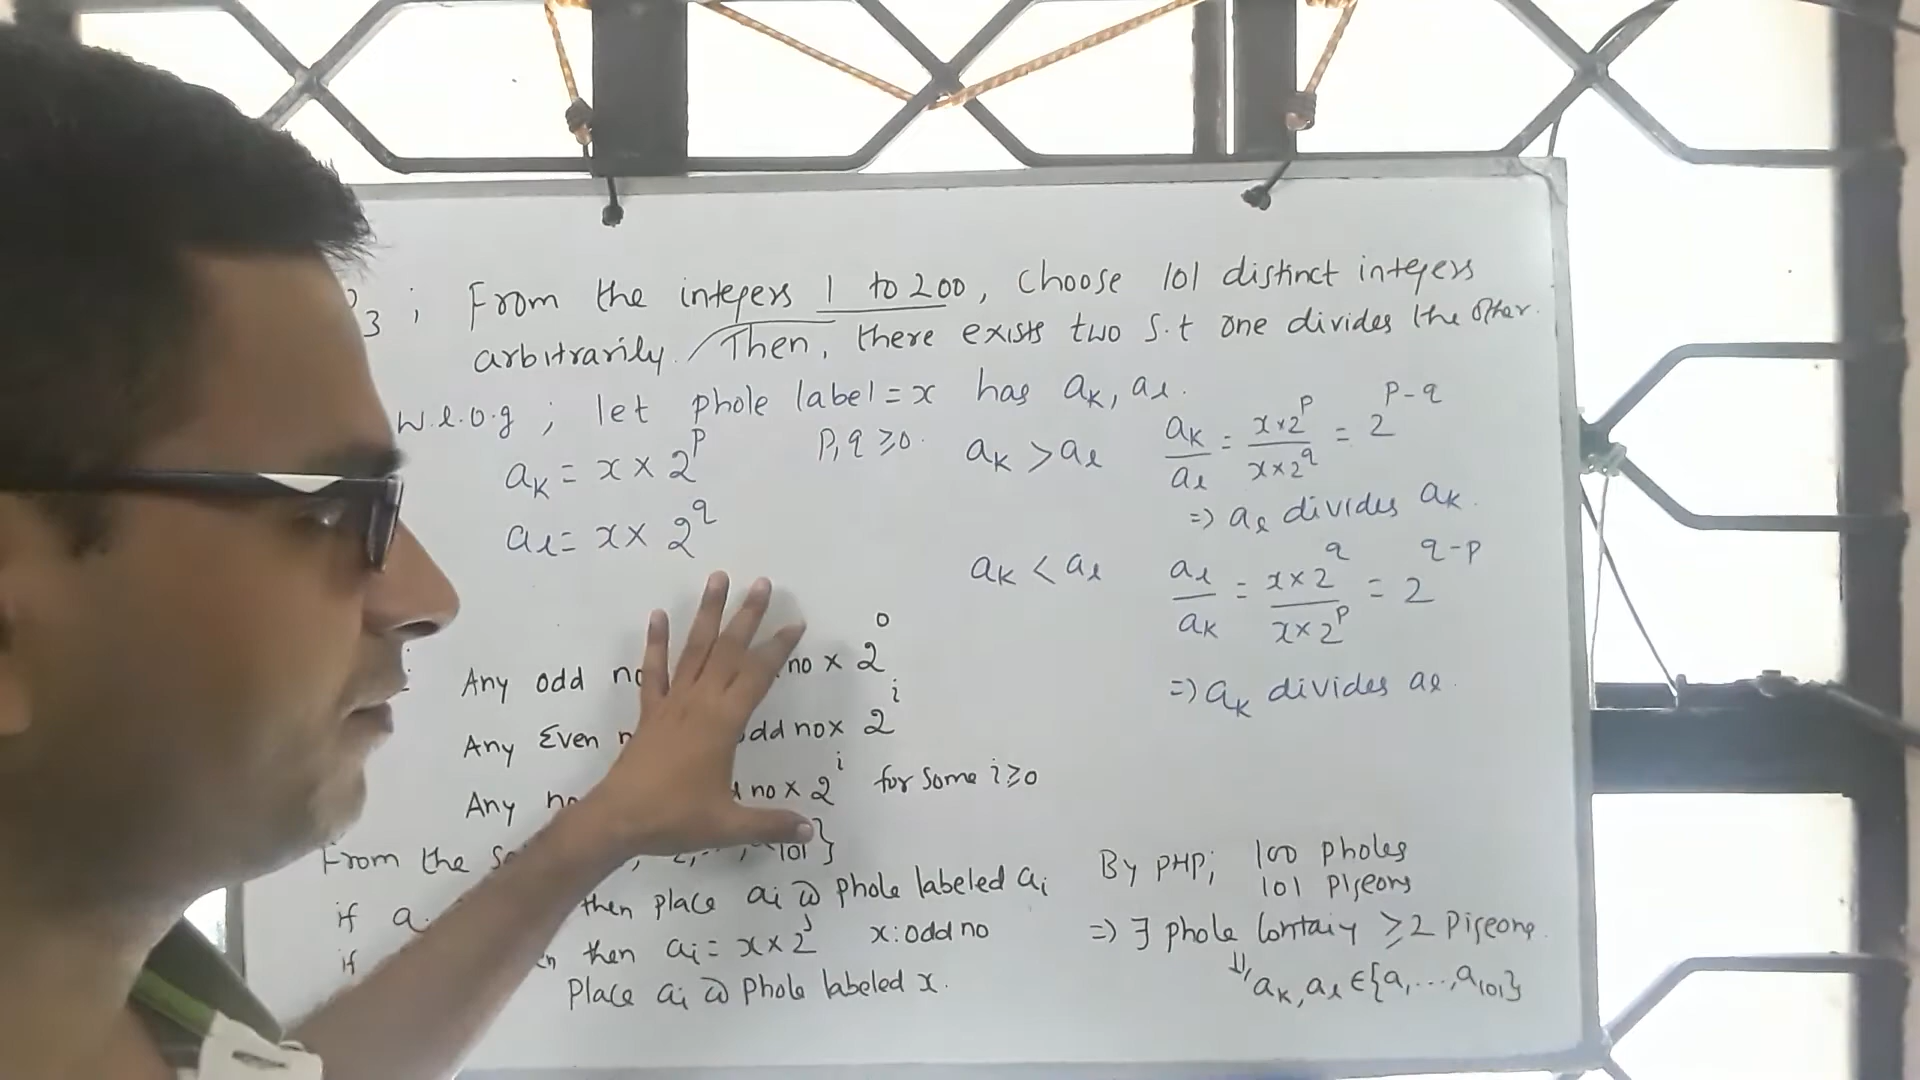 3; From the integers 1 to 200, Choose 101 distinct integers
arbitrarily. Then, there exists two s.t one divides the other.
W.l.o.g; let phole label = x has aₖ, aₗ.
aₖ = x × 2^p
aₗ = x × 2^q
p, q ≥ 0.
aₖ > aₗ
aₖ/aₗ = (x × 2^p)/(x × 2^q) = 2^(p-q)
⇒ aₗ divides aₖ.
aₖ < aₗ
aₗ/aₖ = (x × 2^q)/(x × 2^p) = 2^(q-p)
⇒ aₖ divides aₗ.
Any odd no × 2^0
Any Even odd no × 2^i
Any no × 2^i for some i ≥ 0
From the 101}
if then place aᵢ @ phole labeled aᵢ
if then aᵢ = x × 2^j x: odd no
Place aᵢ @ Phole labeled x.
By PHP; 100 Pholes
101 Pigeons
⇒ ∃ phole Containing ≥ 2 Pigeons.
⇓
aₖ, aₗ ∈ {a₁, ..., a₁₀₁}